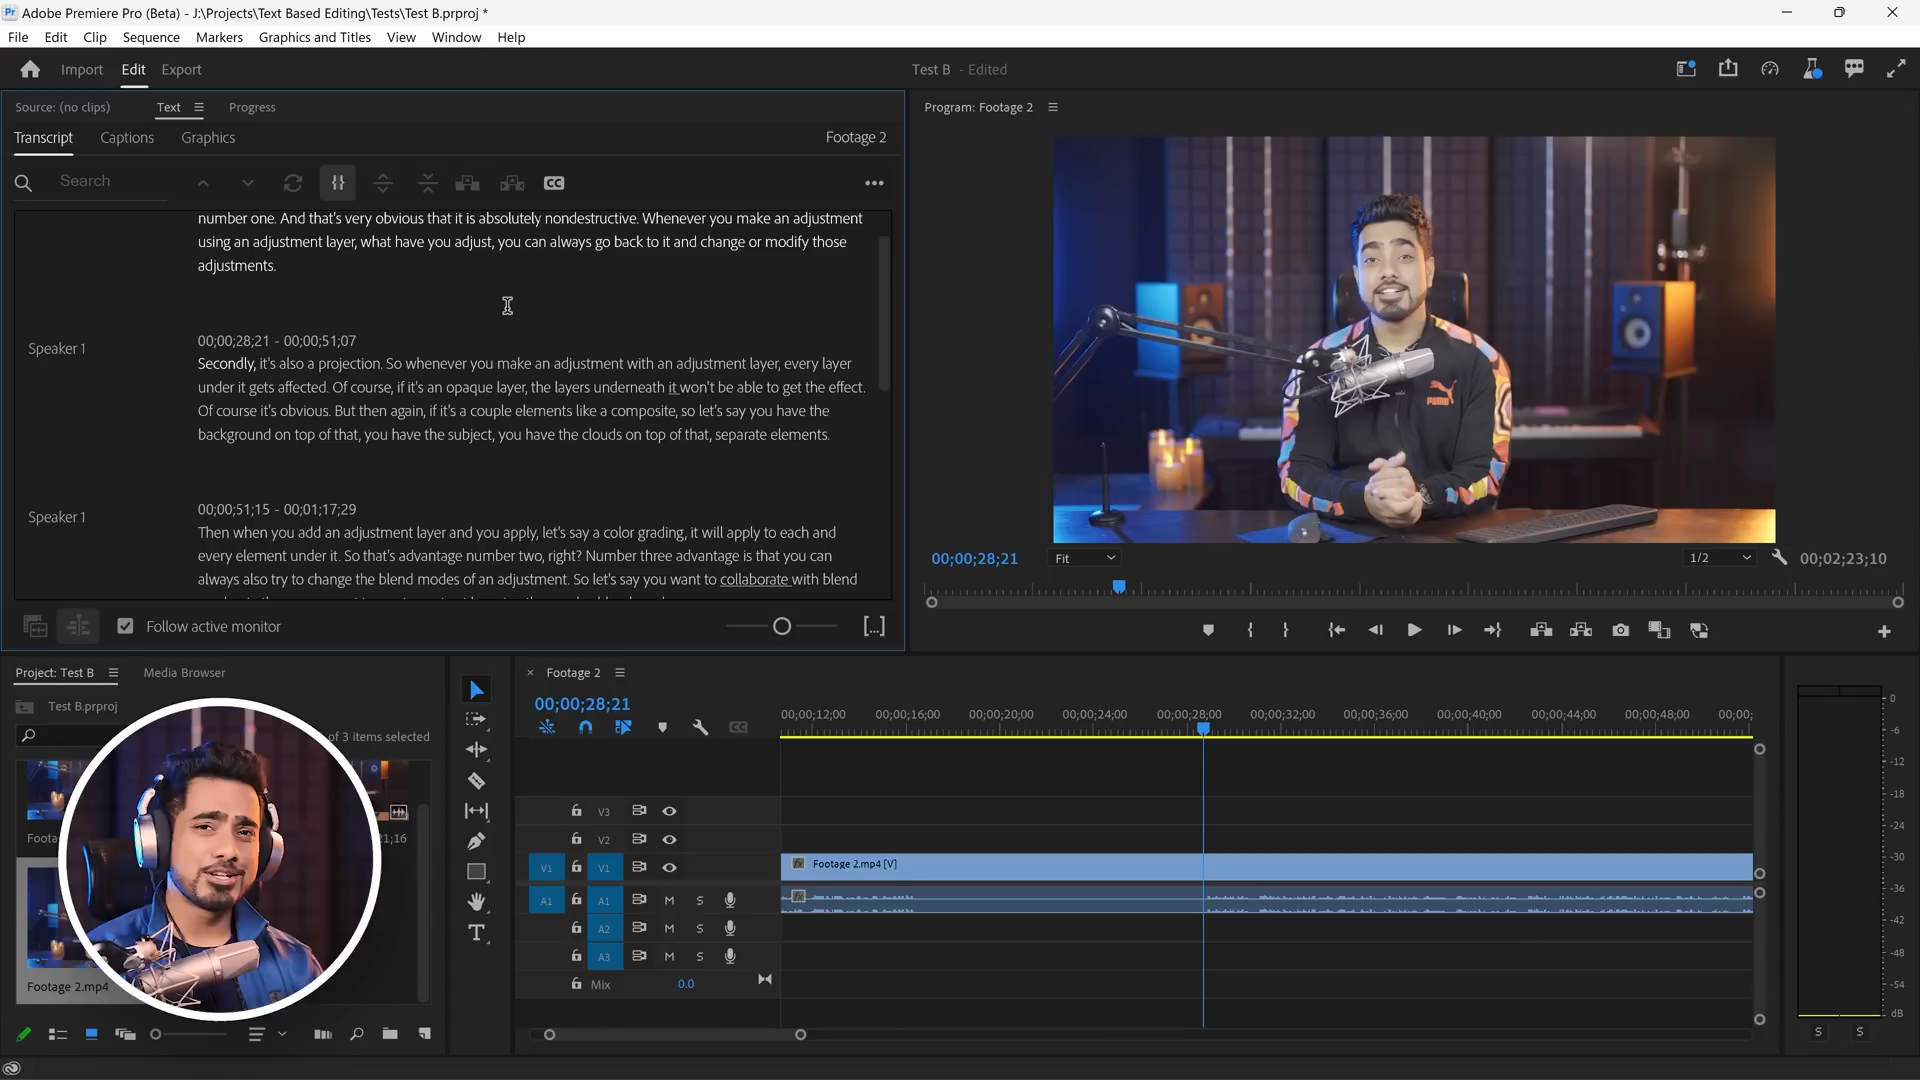 Pr Adobe Premiere Pro (Beta) - J:\Projects\Text Based Editing\Tests\Test B.prproj *
File Edit Clip Sequence Markers Graphics and Titles View Window Help
Import Edit Export
Test B - Edited
Source: (no clips) Text Progress
Transcript Captions Graphics
Footage 2
Search
CC
number one. And that's very obvious that it is absolutely nondestructive. Whenever you make an adjustment
using an adjustment layer, what have you adjust, you can always go back to it and change or modify those
adjustments.
Speaker 1
00;00;28;21 - 00;00;51;07
Secondly, it's also a projection. So whenever you make an adjustment with an adjustment layer, every layer
under it gets affected. Of course, if it's an opaque layer, the layers underneath it won't be able to get the effect.
Of course it's obvious. But then again, if it's a couple elements like a composite, so let's say you have the
background on top of that, you have the subject, you have the clouds on top of that, separate elements.
Speaker 1
00;00;51;15 - 00;01;17;29
Then when you add an adjustment layer and you apply, let's say a color grading, it will apply to each and
every element under it. So that's advantage number two, right? Number three advantage is that you can
always also try to change the blend modes of an adjustment. So let's say you want to collaborate with blend
Follow active monitor
[...]
Program: Footage 2
PUMA
00;00;28;21
Fit
1/2
00;02;23;10
Project: Test B Media Browser
Test B.prproj
of 3 items selected
Foota
1;16
Footage 2.mp4
× Footage 2
00;00;28;21
CC
00;00;12;00 00;00;16;00 00;00;20;00 00;00;24;00 00;00;28;00 00;00;32;00 00;00;36;00 00;00;40;00 00;00;44;00 00;00;48;00 00;00;
V3
V2
V1 V1
fx Footage 2.mp4 [V]
A1 A1 M S
fx
A2 M S
A3 M S
Mix 0.0
T
0
-6
-12
-18
-24
-30
-36
-42
-48
-54
dB
S S